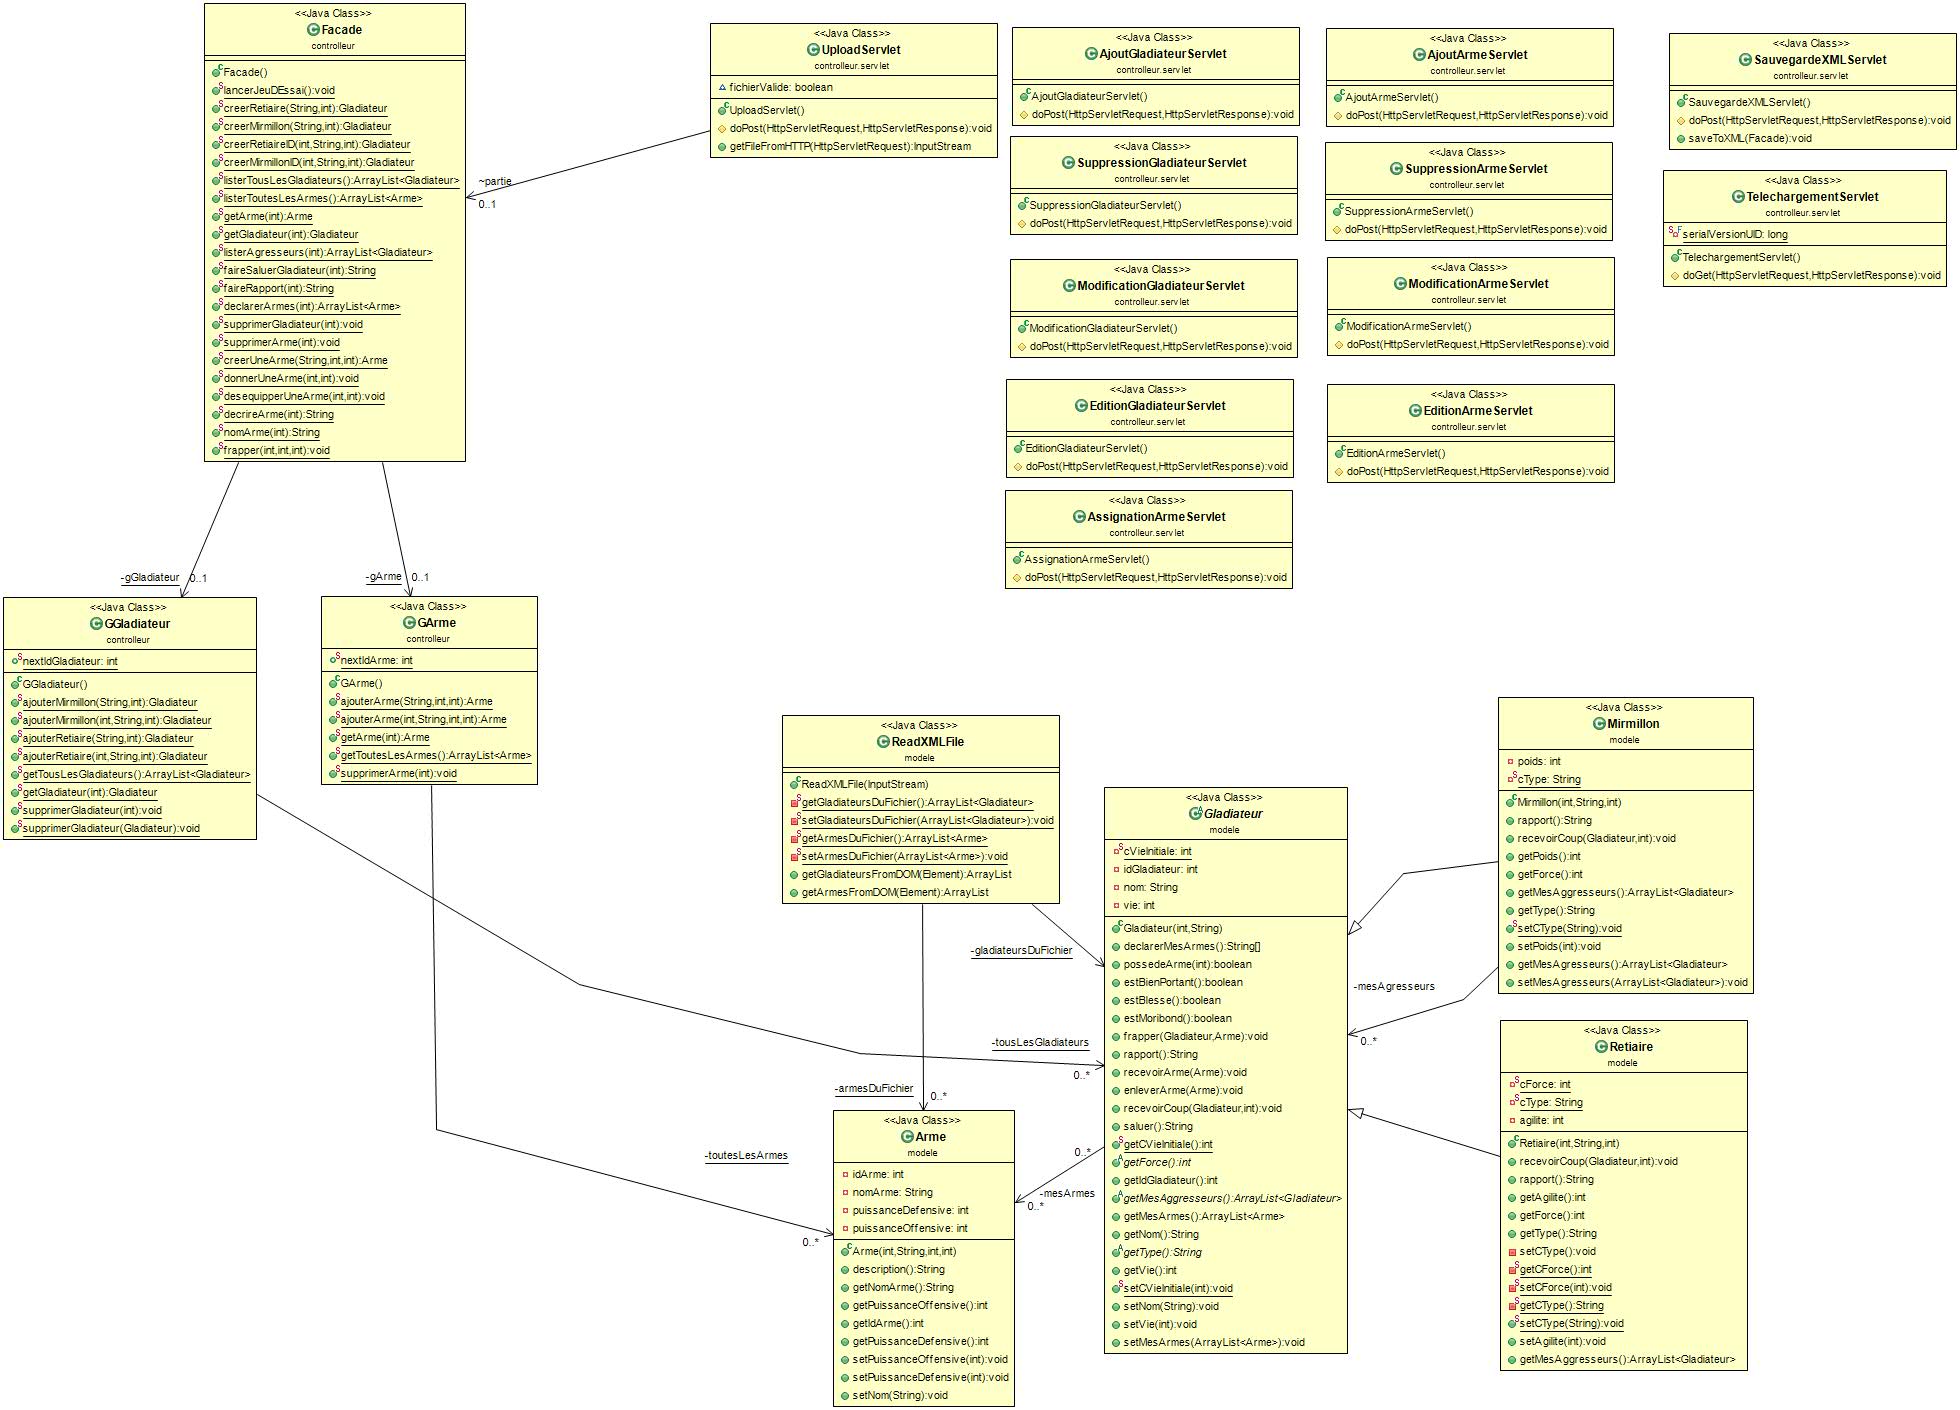 <<Java Class>>
Facade
controlleur
Facade()
lancerJeuDEssai():void
creerRetiaire(String,int):Gladiateur
creerMirmillon(String,int):Gladiateur
creerRetiaireID(int,String,int):Gladiateur
creerMirmillonID(int,String,int):Gladiateur
listerTousLesGladiateurs():ArrayList<Gladiateur>
listerToutesLesArmes():ArrayList<Arme>
getArme(int):Arme
getGladiateur(int):Gladiateur
listerAgresseurs(int):ArrayList<Gladiateur>
faireSaluerGladiateur(int):String
faireRapport(int):String
declarerArmes(int):ArrayList<Arme>
supprimerGladiateur(int):void
supprimerArme(int):void
creerUneArme(String,int,int):Arme
donnerUneArme(int,int):void
desequipperUneArme(int,int):void
decrireArme(int):String
nomArme(int):String
frapper(int,int,int):void
<<Java Class>>
UploadServlet
controlleur.servlet
fichierValide: boolean
UploadServlet()
doPost(HttpServletRequest,HttpServletResponse):void
getFileFromHTTP(HttpServletRequest):InputStream
~partie
0..1
<<Java Class>>
AjoutGladiateurServlet
controlleur.servlet
AjoutGladiateurServlet()
doPost(HttpServletRequest,HttpServletResponse):void
<<Java Class>>
AjoutArmeServlet
controlleur.servlet
AjoutArmeServlet()
doPost(HttpServletRequest,HttpServletResponse):void
<<Java Class>>
SauvegardeXMLServlet
controlleur.servlet
SauvegardeXMLServlet()
doPost(HttpServletRequest,HttpServletResponse):void
saveToXML(Facade):void
<<Java Class>>
SuppressionGladiateurServlet
controlleur.servlet
SuppressionGladiateurServlet()
doPost(HttpServletRequest,HttpServletResponse):void
<<Java Class>>
SuppressionArmeServlet
controlleur.servlet
SuppressionArmeServlet()
doPost(HttpServletRequest,HttpServletResponse):void
<<Java Class>>
TelechargementServlet
controlleur.servlet
serialVersionUID: long
TelechargementServlet()
doGet(HttpServletRequest,HttpServletResponse):void
<<Java Class>>
ModificationGladiateurServlet
controlleur.servlet
ModificationGladiateurServlet()
doPost(HttpServletRequest,HttpServletResponse):void
<<Java Class>>
ModificationArmeServlet
controlleur.servlet
ModificationArmeServlet()
doPost(HttpServletRequest,HttpServletResponse):void
<<Java Class>>
EditionGladiateurServlet
controlleur.servlet
EditionGladiateurServlet()
doPost(HttpServletRequest,HttpServletResponse):void
<<Java Class>>
EditionArmeServlet
controlleur.servlet
EditionArmeServlet()
doPost(HttpServletRequest,HttpServletResponse):void
<<Java Class>>
AssignationArmeServlet
controlleur.servlet
AssignationArmeServlet()
doPost(HttpServletRequest,HttpServletResponse):void
-gGladiateur
0..1
-gArme
0..1
<<Java Class>>
GGladiateur
controlleur
nextIdGladiateur: int
GGladiateur()
ajouterMirmillon(String,int):Gladiateur
ajouterMirmillon(int,String,int):Gladiateur
ajouterRetiaire(String,int):Gladiateur
ajouterRetiaire(int,String,int):Gladiateur
getTousLesGladiateurs():ArrayList<Gladiateur>
getGladiateur(int):Gladiateur
supprimerGladiateur(int):void
supprimerGladiateur(Gladiateur):void
<<Java Class>>
GArme
controlleur
nextIdArme: int
GArme()
ajouterArme(String,int,int):Arme
ajouterArme(int,String,int,int):Arme
getArme(int):Arme
getToutesLesArmes():ArrayList<Arme>
supprimerArme(int):void
<<Java Class>>
ReadXMLFile
modele
ReadXMLFile(InputStream)
getGladiateursDuFichier():ArrayList<Gladiateur>
setGladiateursDuFichier(ArrayList<Gladiateur>):void
getArmesDuFichier():ArrayList<Arme>
setArmesDuFichier(ArrayList<Arme>):void
getGladiateursFromDOM(Element):ArrayList
getArmesFromDOM(Element):ArrayList
-gladiateursDuFichier
-tousLesGladiateurs
0..*
-armesDuFichier
0..*
-toutesLesArmes
0..*
0..*
-mesArmes
0..*
<<Java Class>>
Arme
modele
idArme: int
nomArme: String
puissanceDefensive: int
puissanceOffensive: int
Arme(int,String,int,int)
description():String
getNomArme():String
getPuissanceOffensive():int
getIdArme():int
getPuissanceDefensive():int
setPuissanceOffensive(int):void
setPuissanceDefensive(int):void
setNom(String):void
<<Java Class>>
Gladiateur
modele
cVieInitiale: int
idGladiateur: int
nom: String
vie: int
Gladiateur(int,String)
declarerMesArmes():String[]
possedeArme(int):boolean
estBienPortant():boolean
estBlesse():boolean
estMoribond():boolean
frapper(Gladiateur,Arme):void
rapport():String
recevoirArme(Arme):void
enleverArme(Arme):void
recevoirCoup(Gladiateur,int):void
saluer():String
getCVieInitiale():int
getForce():int
getIdGladiateur():int
getMesAggresseurs():ArrayList<Gladiateur>
getMesArmes():ArrayList<Arme>
getNom():String
getType():String
getVie():int
setCVieInitiale(int):void
setNom(String):void
setVie(int):void
setMesArmes(ArrayList<Arme>):void
-mesAgresseurs
0..*
<<Java Class>>
Mirmillon
modele
poids: int
cType: String
Mirmillon(int,String,int)
rapport():String
recevoirCoup(Gladiateur,int):void
getPoids():int
getForce():int
getMesAggresseurs():ArrayList<Gladiateur>
getType():String
setCType(String):void
setPoids(int):void
getMesAgresseurs():ArrayList<Gladiateur>
setMesAgresseurs(ArrayList<Gladiateur>):void
<<Java Class>>
Retiaire
modele
cForce: int
cType: String
agilite: int
Retiaire(int,String,int)
recevoirCoup(Gladiateur,int):void
rapport():String
getAgilite():int
getForce():int
getType():String
setCType():void
getCForce():int
setCForce(int):void
getCType():String
setCType(String):void
setAgilite(int):void
getMesAggresseurs():ArrayList<Gladiateur>